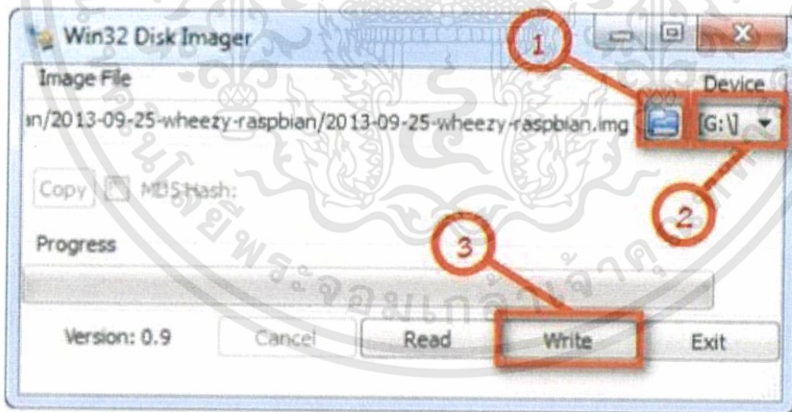 Win32 Disk Imager
1
Image File
Device
in/2013-09-25-wheezy-raspbian/2013-09-25-wheezy-raspbian.img
[G:\]
Copy
MD5 Hash:
2
Progress
3
Version: 0.9
Cancel
Read
Write
Exit